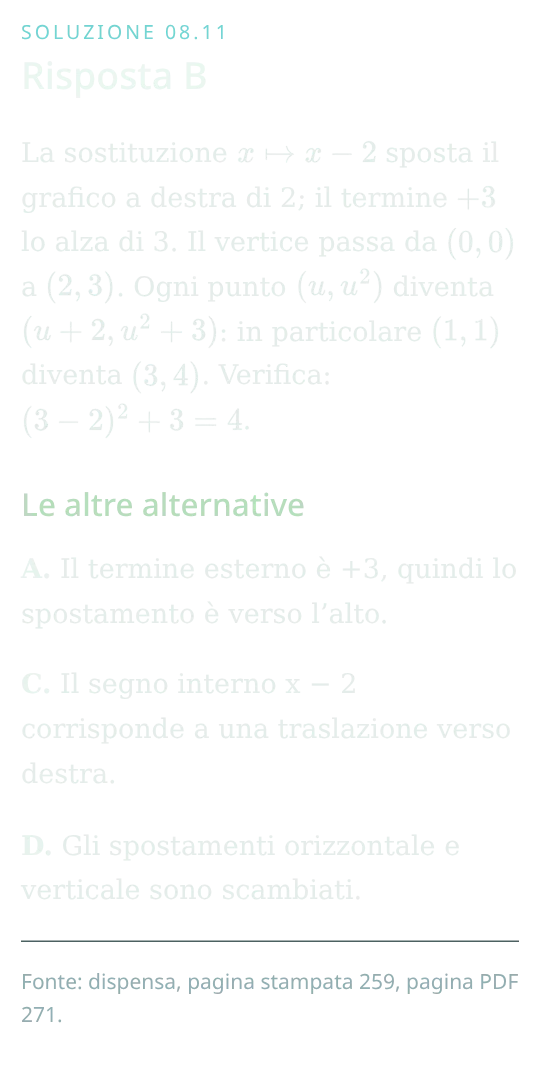 SOLUZIONE 08.11
Risposta B
La sostituzione x ↦ x − 2 sposta il
grafico a destra di 2; il termine +3
lo alza di 3. Il vertice passa da (0, 0)
a (2, 3). Ogni punto (u, u²) diventa
(u + 2, u² + 3): in particolare (1, 1)
diventa (3, 4). Verifica:
(3 − 2)² + 3 = 4.
Le altre alternative
A. Il termine esterno è +3, quindi lo
spostamento è verso l’alto.
C. Il segno interno x − 2
corrisponde a una traslazione verso
destra.
D. Gli spostamenti orizzontale e
verticale sono scambiati.
Fonte: dispensa, pagina stampata 259, pagina PDF
271.